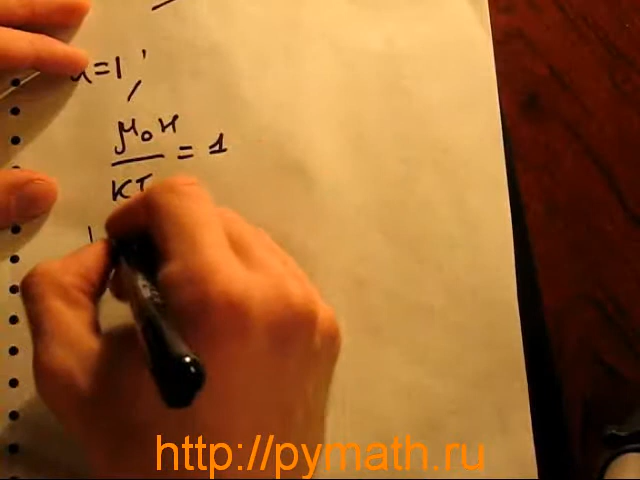 =1
μ₀H
— = 1
KT
http://pymath.ru